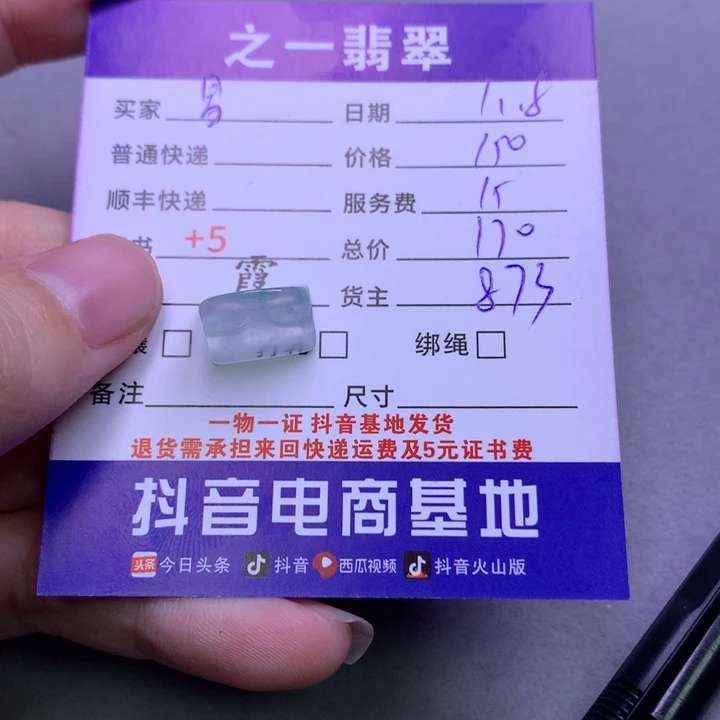 之一翡翠
买家 日期 11.8
普通快递 价格 150
顺丰快递 服务费 15
书 +5 总价 170
霞 货主 873
装 □ □ 绑绳 □
备注 尺寸
一物一证 抖音基地发货
退货需承担来回快递运费及5元证书费
抖音电商基地
头条 今日头条 抖音 西瓜视频 抖音火山版